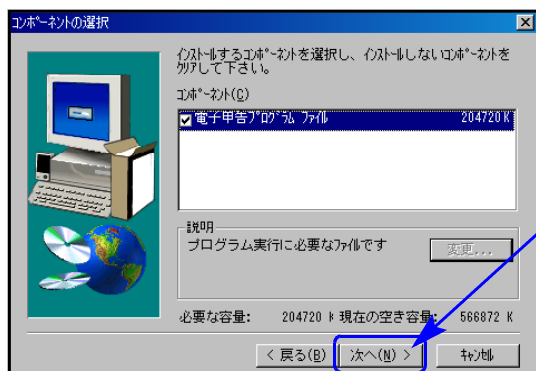 コンポーネントの選択
インストールするコンポーネントを選択し、インストールしないコンポーネントを
クリアして下さい。
コンポーネント(C)
電子申告プログラム ファイル 204720 K
説明
プログラム実行に必要なファイルです
変更...
必要な容量: 204720 K 現在の空き容量: 566872 K
< 戻る(B) 次へ(N) > キャンセル